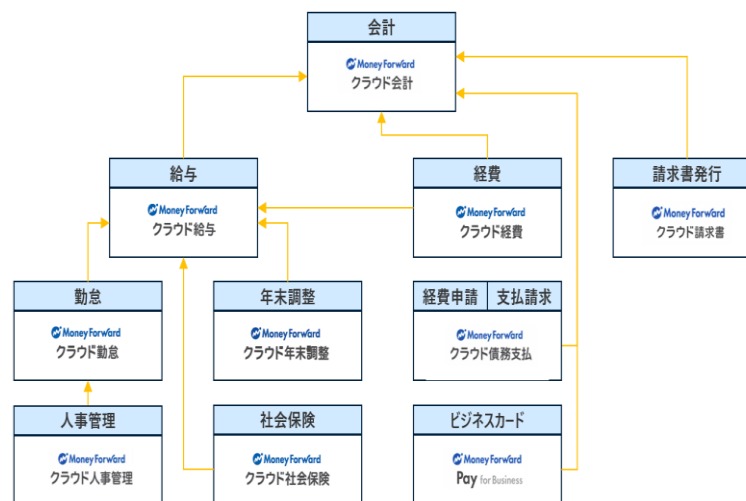 会計
Money Forward
クラウド会計
給与
Money Forward
クラウド給与
経費
Money Forward
クラウド経費
請求書発行
Money Forward
クラウド請求書
勤怠
Money Forward
クラウド勤怠
年末調整
Money Forward
クラウド年末調整
経費申請 支払請求
Money Forward
クラウド債務支払
人事管理
Money Forward
クラウド人事管理
社会保険
Money Forward
クラウド社会保険
ビジネスカード
Money Forward
Pay for Business